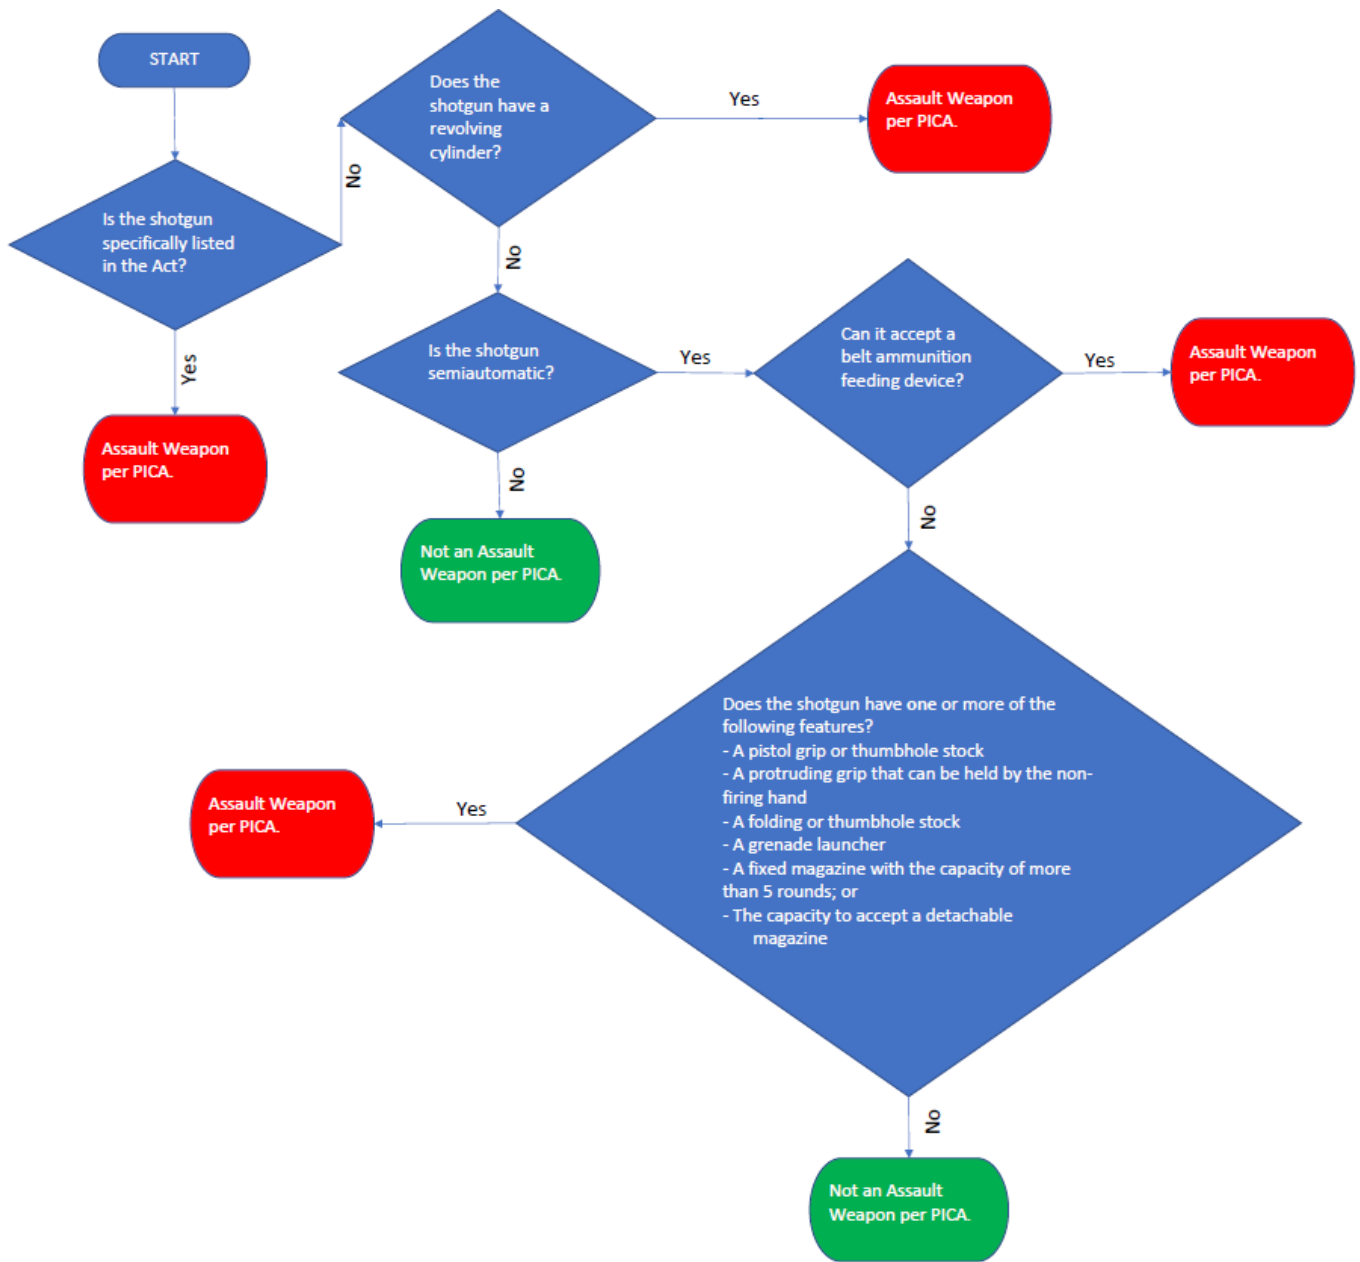 START
Is the shotgun
specifically listed
in the Act?
Yes
Assault Weapon
per PICA.
No
Does the
shotgun have a
revolving
cylinder?
Yes
Assault Weapon
per PICA.
No
Is the shotgun
semiautomatic?
No
Not an Assault
Weapon per PICA.
Yes
Can it accept a
belt ammunition
feeding device?
Yes
Assault Weapon
per PICA.
No
Does the shotgun have one or more of the
following features?
- A pistol grip or thumbhole stock
- A protruding grip that can be held by the non-
firing hand
- A folding or thumbhole stock
- A grenade launcher
- A fixed magazine with the capacity of more
than 5 rounds; or
- The capacity to accept a detachable
magazine
Yes
Assault Weapon
per PICA.
No
Not an Assault
Weapon per PICA.